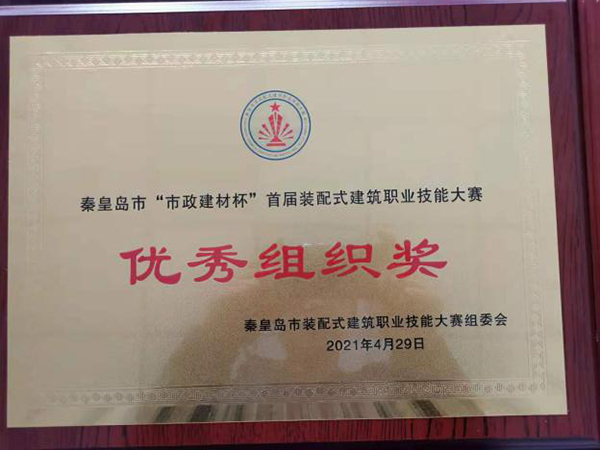 秦皇岛市“市政建材杯”首届装配式建筑职业技能大赛
优秀组织奖
秦皇岛市装配式建筑职业技能大赛组委会
2021年4月29日